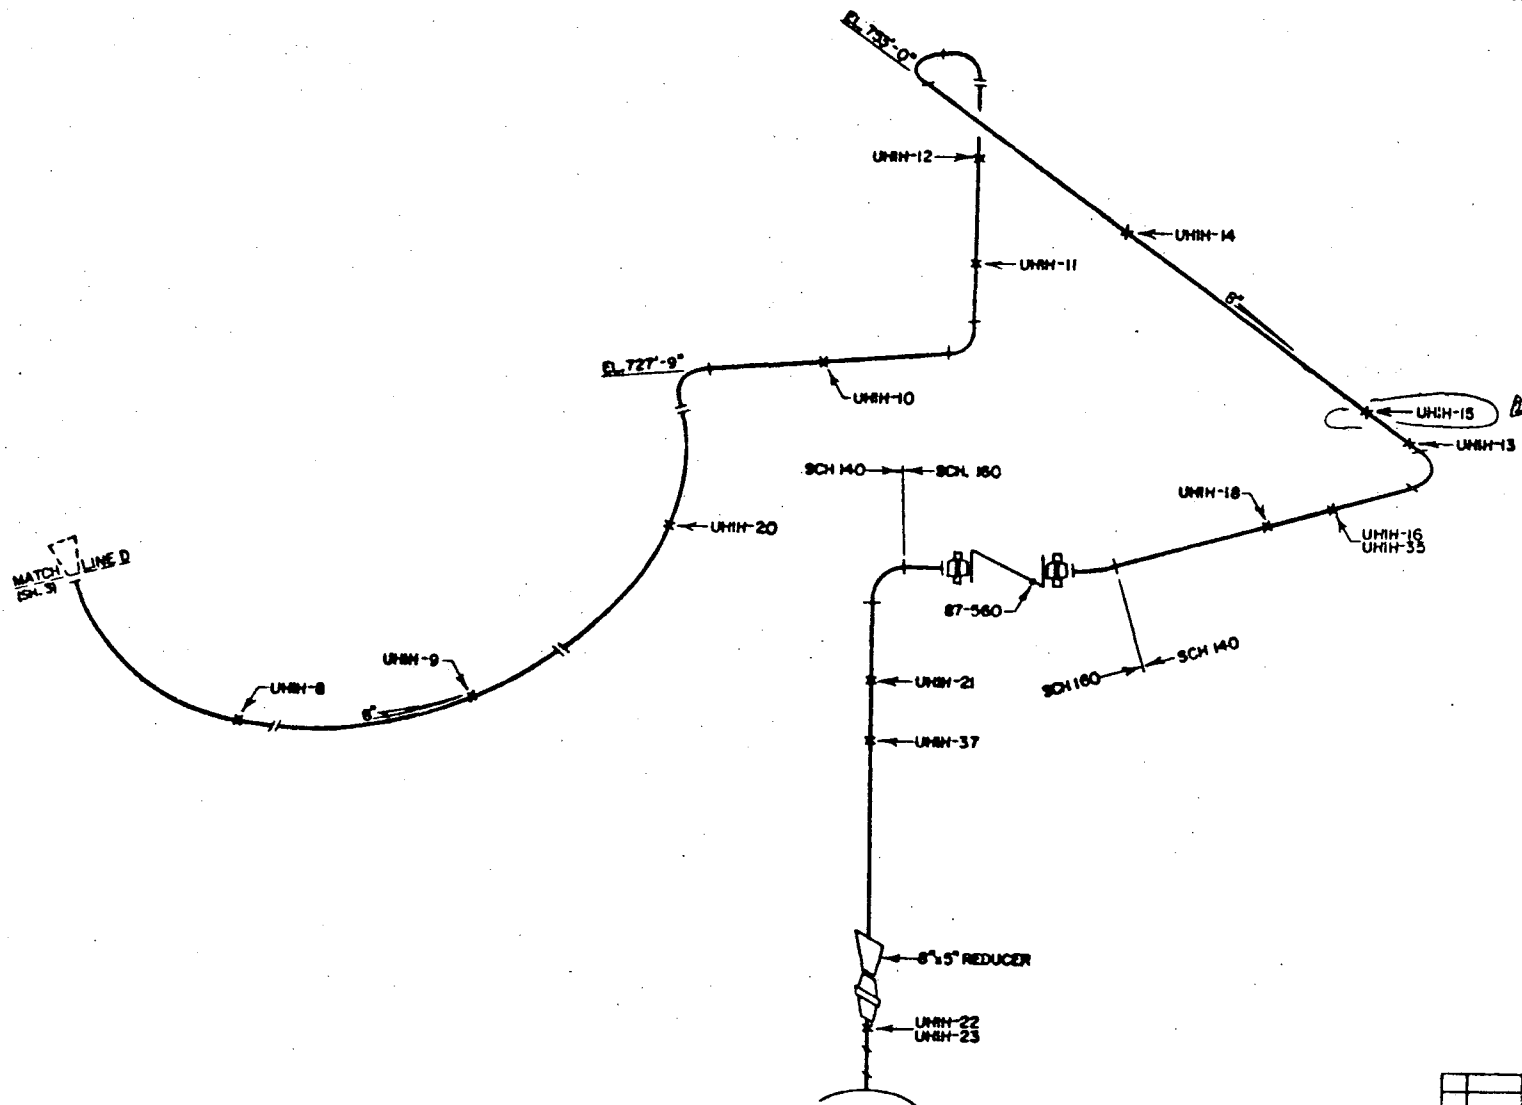 EL. 735'-0"
UHIH-12
UHIH-14
UHIH-11
8"
EL. 727'-9"
UHIH-10
UHIH-15
UHIH-13
SCH 140
SCH. 160
UHIH-18
UHIH-16
UHIH-35
UHIH-20
MATCH LINE D
(SH. 3)
87-560
SCH 160
SCH 140
UHIH-9
UHIH-8
8"
UHIH-21
UHIH-37
8"x5" REDUCER
UHIH-22
UHIH-23